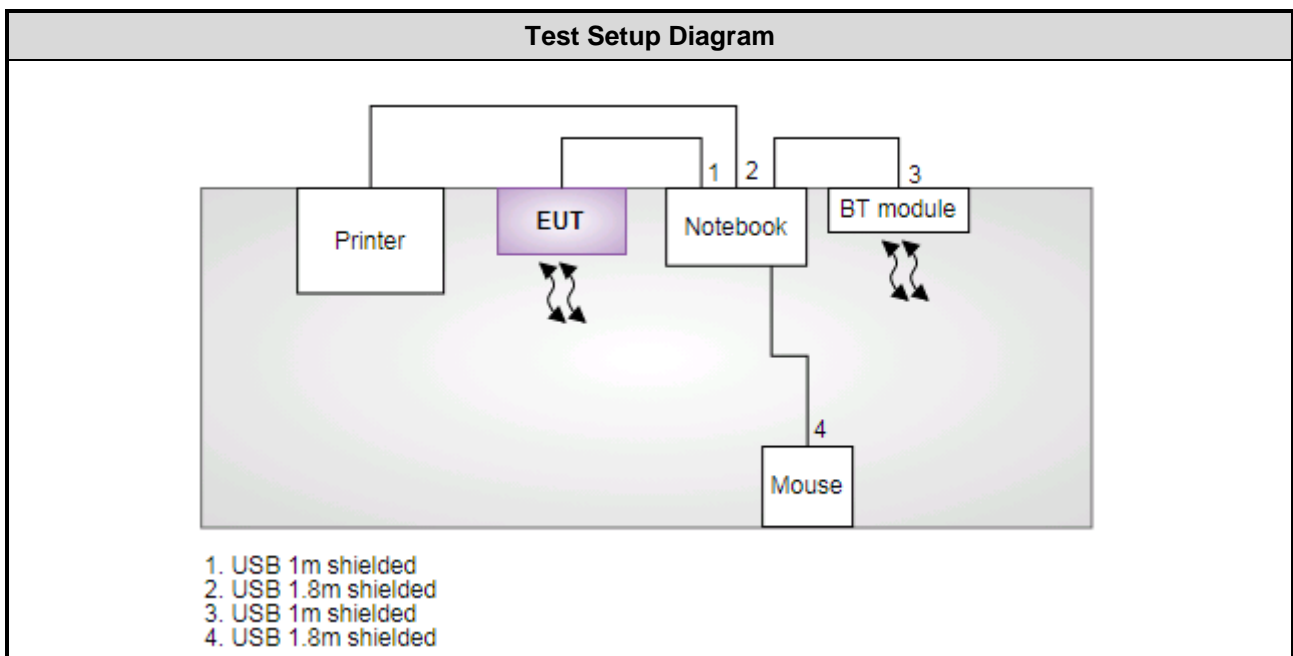 Test Setup Diagram
1 2 3
Printer EUT Notebook BT module
4
Mouse
1. USB 1m shielded
2. USB 1.8m shielded
3. USB 1m shielded
4. USB 1.8m shielded